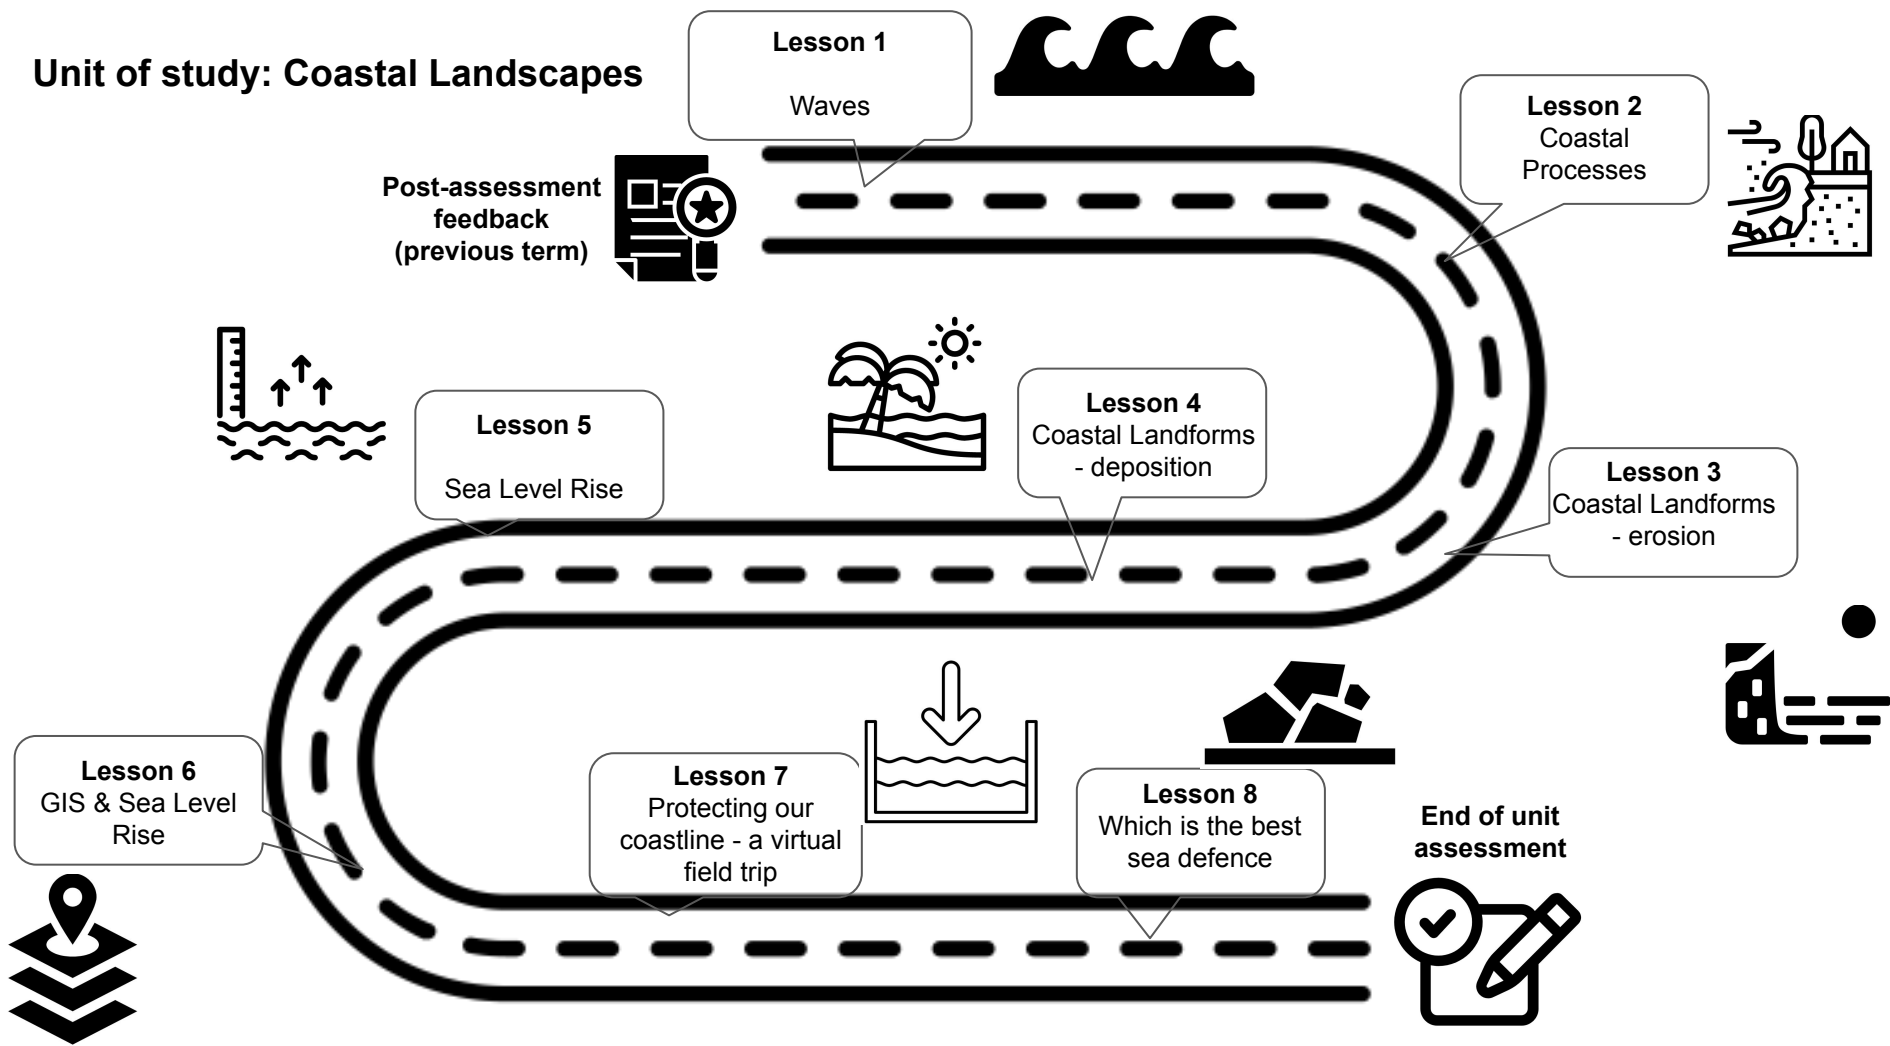 Unit of study: Coastal Landscapes
Post-assessment
feedback
(previous term)
Lesson 1
Waves
Lesson 2
Coastal
Processes
Lesson 3
Coastal Landforms
- erosion
Lesson 4
Coastal Landforms
- deposition
Lesson 5
Sea Level Rise
Lesson 6
GIS & Sea Level
Rise
Lesson 7
Protecting our
coastline - a virtual
field trip
Lesson 8
Which is the best
sea defence
End of unit
assessment